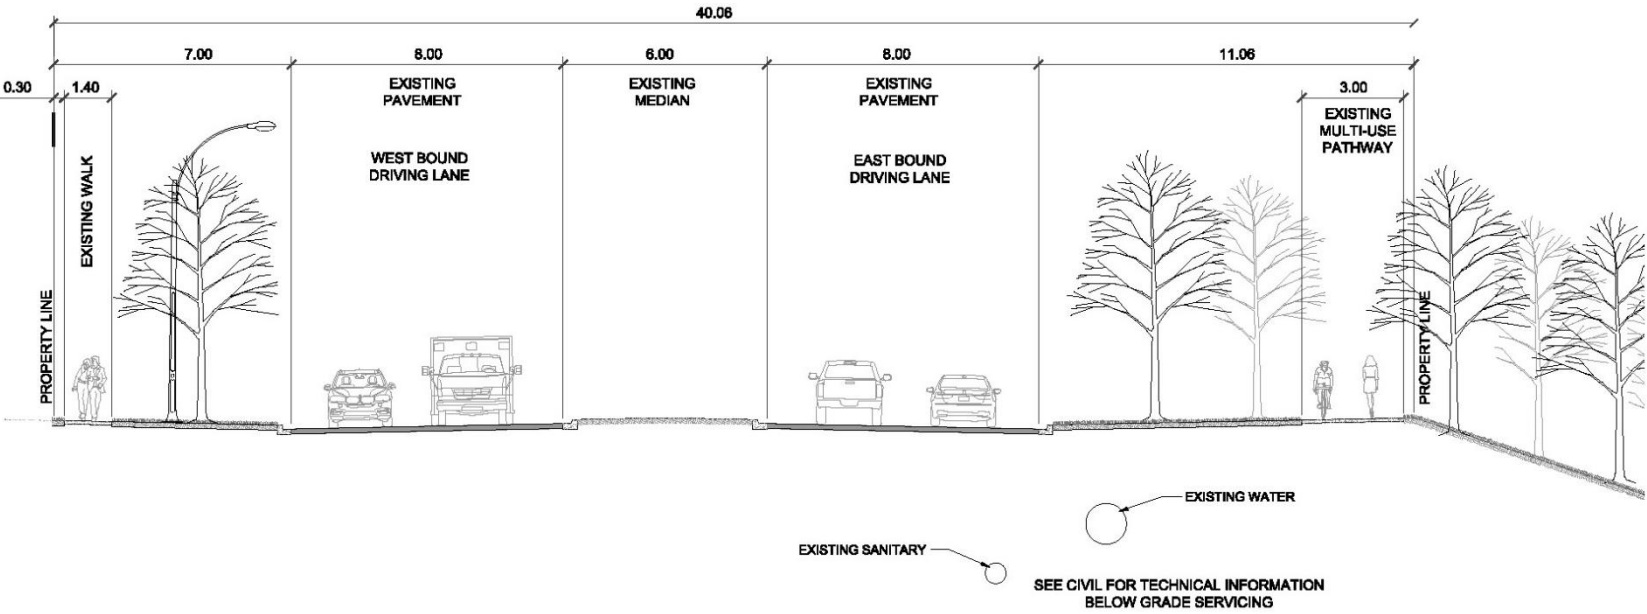 40.06
7.00
8.00
6.00
8.00
11.06
0.30
1.40
3.00
EXISTING
PAVEMENT
EXISTING
MEDIAN
EXISTING
PAVEMENT
EXISTING
MULTI-USE
PATHWAY
WEST BOUND
DRIVING LANE
EAST BOUND
DRIVING LANE
EXISTING WALK
PROPERTY LINE
PROPERTY LINE
EXISTING WATER
EXISTING SANITARY
SEE CIVIL FOR TECHNICAL INFORMATION
BELOW GRADE SERVICING